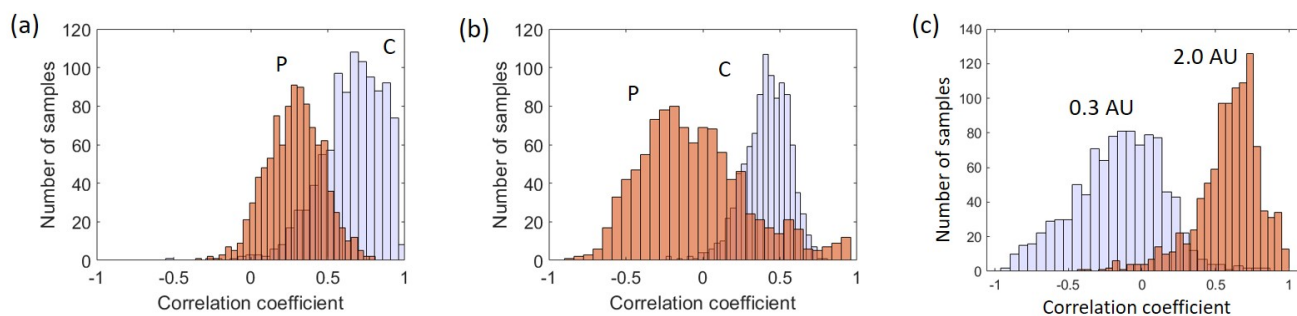 (a)
120
100
80
60
40
20
0
Number of samples
P
C
-1 -0.5 0 0.5 1
Correlation coefficient
(b)
120
100
80
60
40
20
0
Number of samples
P
C
-1 -0.5 0 0.5 1
Correlation coefficient
(c)
140
120
100
80
60
40
20
0
Number of samples
2.0 AU
0.3 AU
-1 -0.5 0 0.5 1
Correlation coefficient